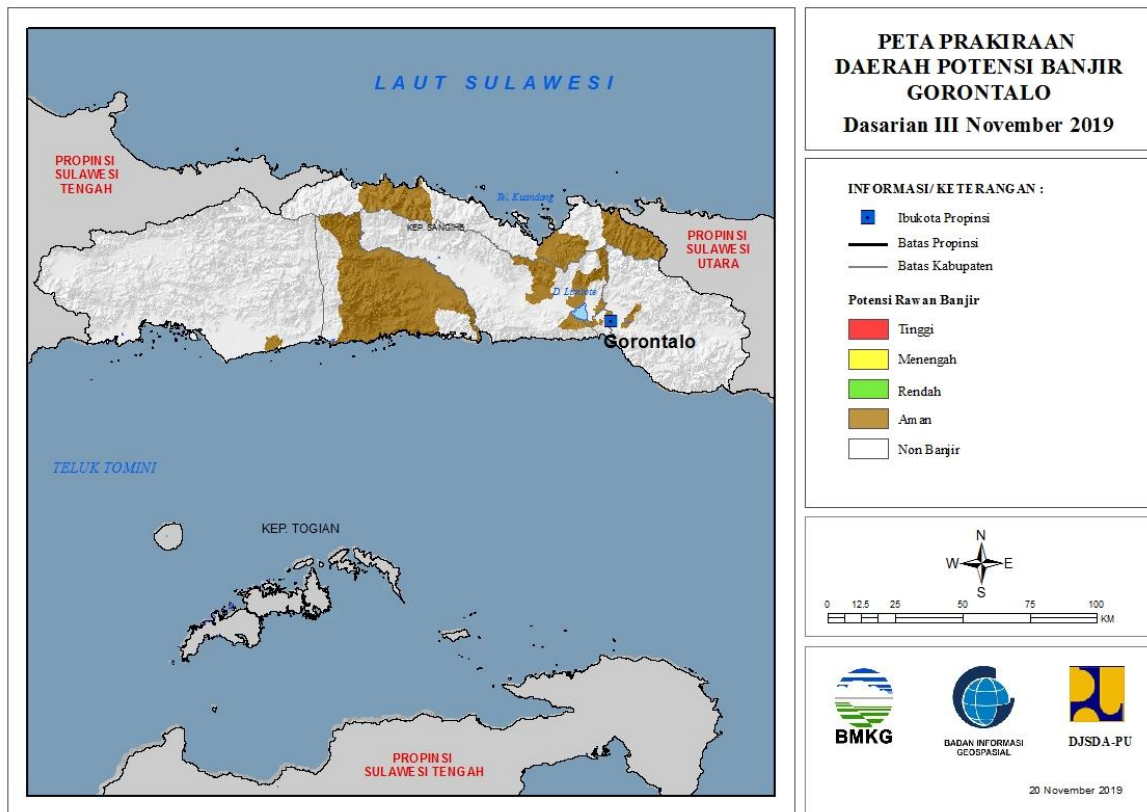 LAUT SULAWESI
PROPINSI
SULAWESI
TENGAH
Tel. Kuandang
KEP. SANGIHE
PROPINSI
SULAWESI
UTARA
D Limboto
Gorontalo
TELUK TOMINI
KEP. TOGIAN
PROPINSI
SULAWESI TENGAH
PETA PRAKIRAAN
DAERAH POTENSI BANJIR
GORONTALO
Dasarian III November 2019
INFORMASI/ KETERANGAN :
Ibukota Propinsi
Batas Propinsi
Batas Kabupaten
Potensi Rawan Banjir
Tinggi
Menengah
Rendah
Aman
Non Banjir
N
W E
S
0 12.5 25 50 75 100
KM
BMKG
BADAN INFORMASI
GEOSPASIAL
DJSDA-PU
20 November 2019